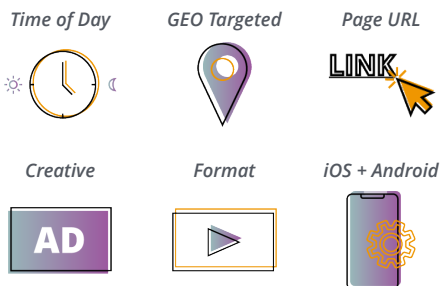 Time of Day
GEO Targeted
Page URL
LINK
Creative
Format
iOS + Android
AD